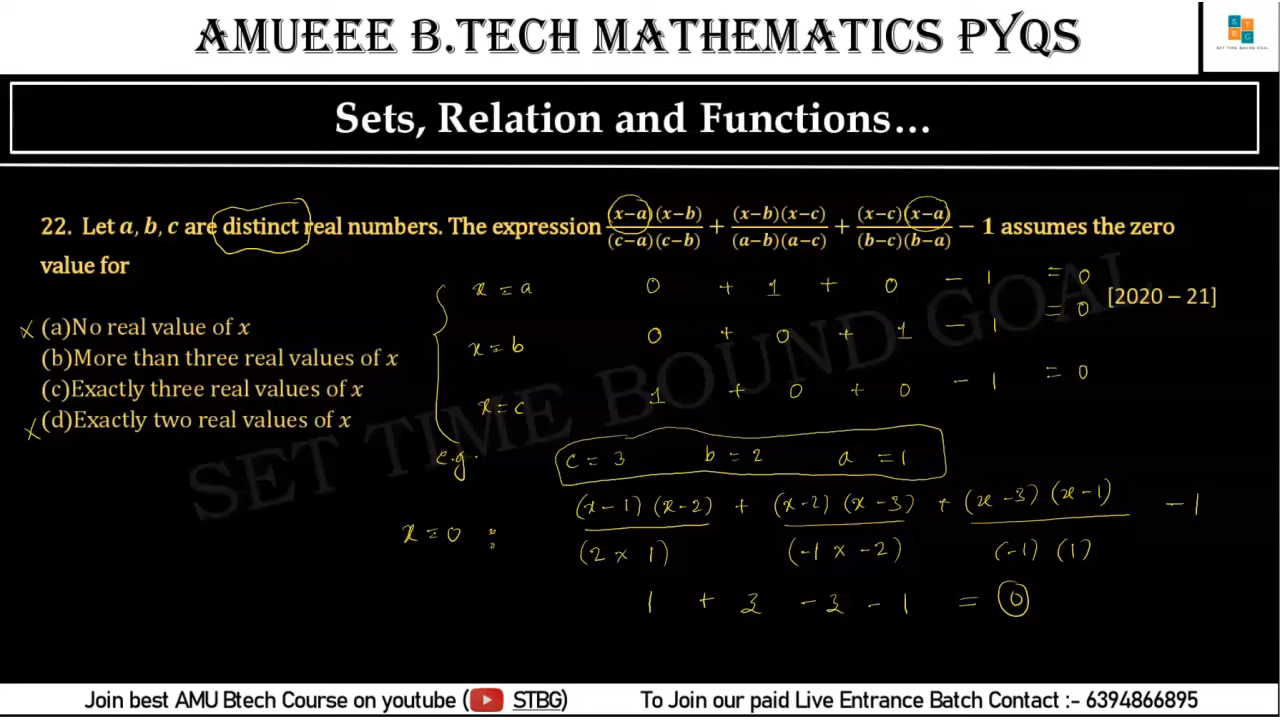 AMUEEE B.TECH MATHEMATICS PYQS
SET TIME BOUND GOAL
Sets, Relation and Functions...
22. Let a, b, c are distinct real numbers. The expression (x−a)(x−b)/(c−a)(c−b) + (x−b)(x−c)/(a−b)(a−c) + (x−c)(x−a)/(b−c)(b−a) − 1 assumes the zero
value for
[2020 – 21]
x = a 0 + 1 + 0 − 1 = 0
x (a)No real value of x
x = b 0 + 0 + 1 − 1 = 0
(b)More than three real values of x
(c)Exactly three real values of x
x = c 1 + 0 + 0 − 1 = 0
x (d)Exactly two real values of x
SET TIME BOUND GOAL
e.g. c = 3 b = 2 a = 1
x = 0 : (x−1)(x−2)/(2 x 1) + (x−2)(x−3)/(−1 x −2) + (x−3)(x−1)/(−1)(1) − 1
1 + 3 − 3 − 1 = 0
Join best AMU Btech Course on youtube ( STBG) To Join our paid Live Entrance Batch Contact :- 6394866895